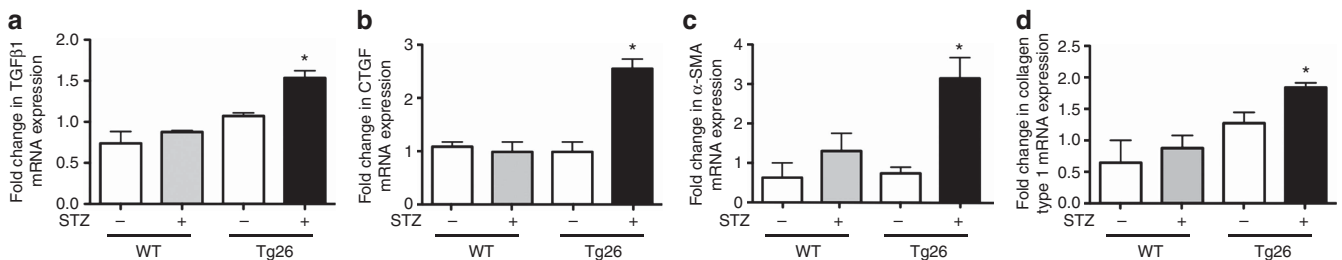 a
Fold change in TGFβ1
mRNA expression
2.0
1.5
1.0
0.5
0.0
*
STZ – + – +
WT Tg26
b
Fold change in CTGF
mRNA expression
3
2
1
0
*
STZ – + – +
WT Tg26
c
Fold change in α-SMA
mRNA expression
4
3
2
1
0
*
STZ – + – +
WT Tg26
d
Fold change in collagen
type 1 mRNA expression
2.5
2.0
1.5
1.0
0.5
0.0
*
STZ – + – +
WT Tg26